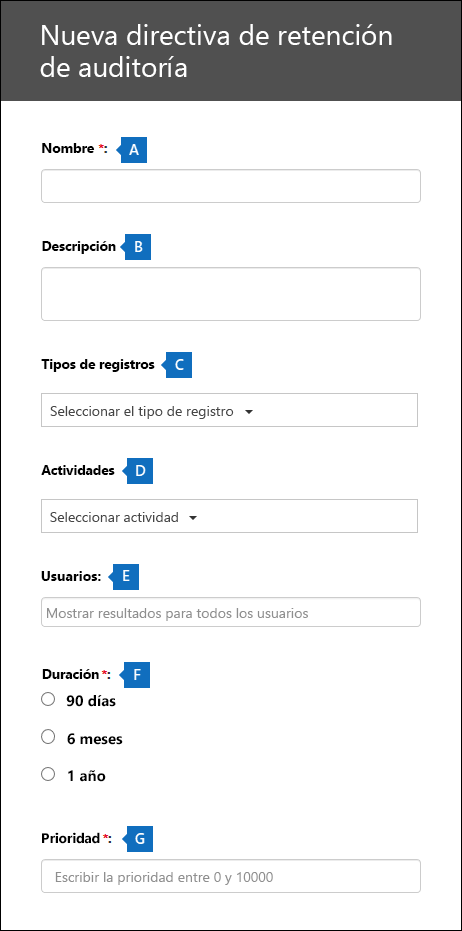 Nueva directiva de retención
de auditoría
Nombre *: A
Descripción B
Tipos de registros C
Seleccionar el tipo de registro
Actividades D
Seleccionar actividad
Usuarios: E
Mostrar resultados para todos los usuarios
Duración *: F
90 días
6 meses
1 año
Prioridad *: G
Escribir la prioridad entre 0 y 10000